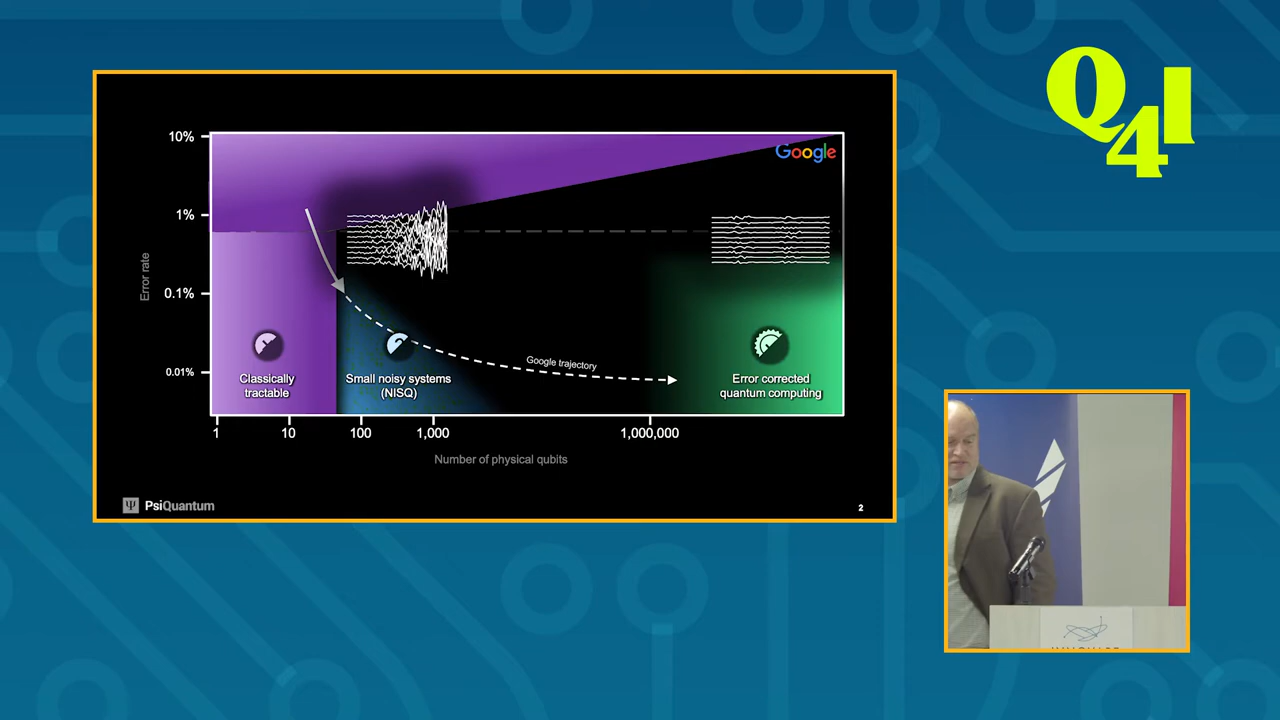 Q4I
10%
Google
1%
Error rate
0.1%
Google trajectory
0.01%
Classically
tractable
Small noisy systems
(NISQ)
Error corrected
quantum computing
1
10
100
1,000
1,000,000
Number of physical qubits
PsiQuantum
2